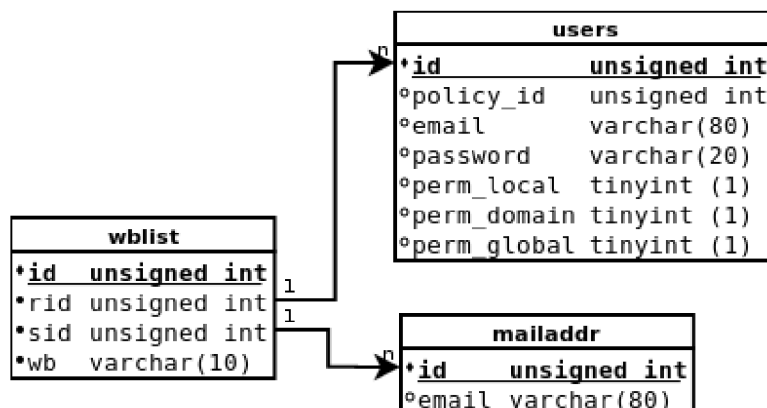 users
id unsigned int
policy_id unsigned int
email varchar(80)
password varchar(20)
perm_local tinyint (1)
perm_domain tinyint (1)
perm_global tinyint (1)
n
wblist
id unsigned int
rid unsigned int
sid unsigned int
wb varchar(10)
1
1
n
mailaddr
id unsigned int
email varchar(80)